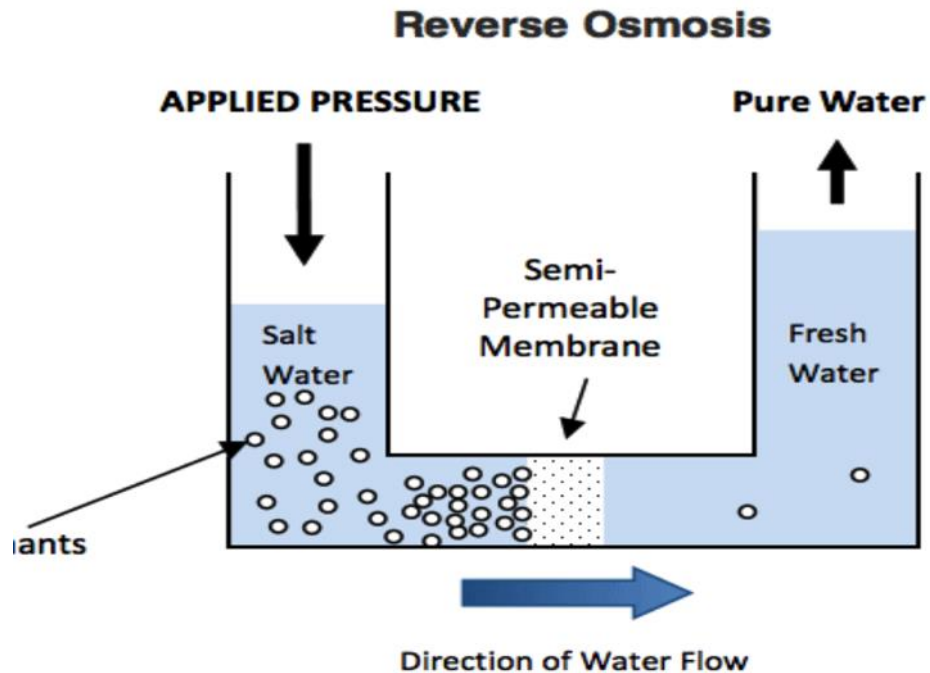 Reverse Osmosis
APPLIED PRESSURE
Pure Water
Semi-
Permeable
Membrane
Salt
Water
Fresh
Water
Direction of Water Flow